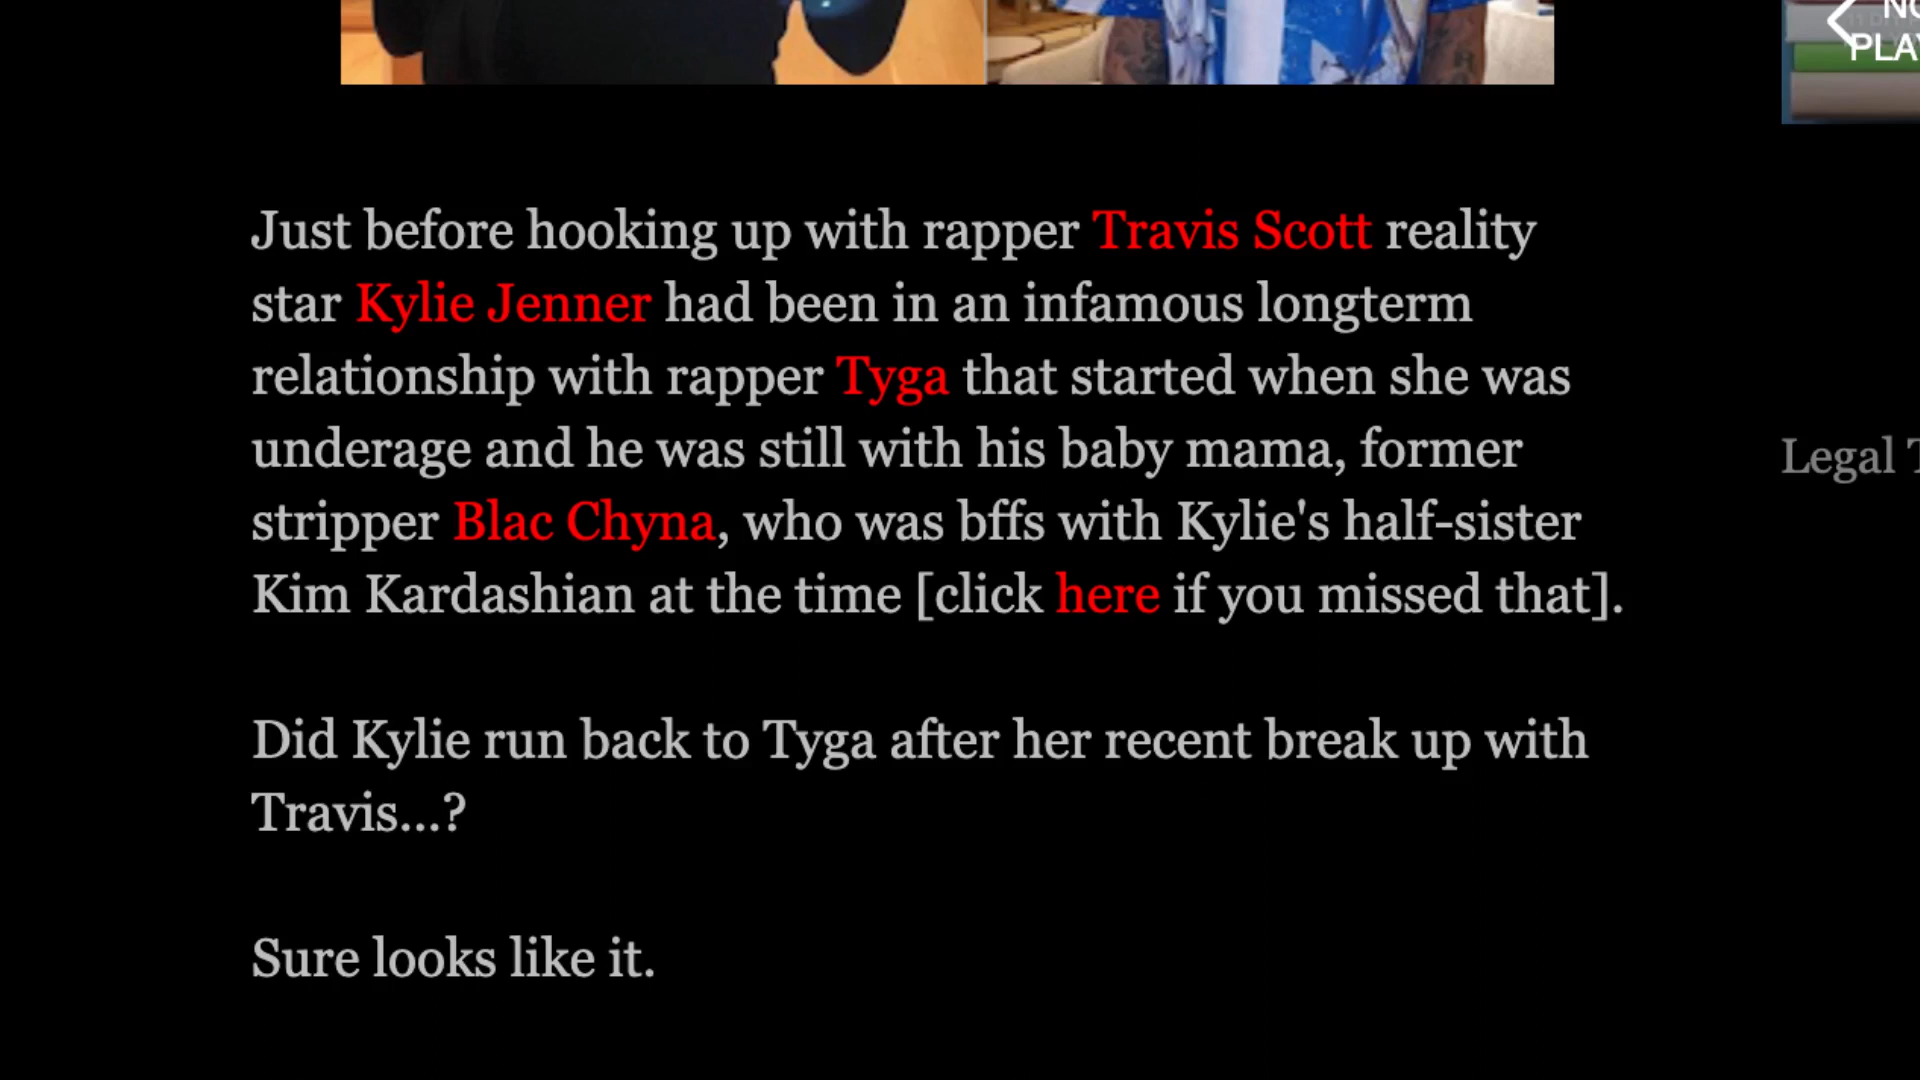 NO
PLAY
Just before hooking up with rapper Travis Scott reality
star Kylie Jenner had been in an infamous longterm
relationship with rapper Tyga that started when she was
underage and he was still with his baby mama, former
stripper Blac Chyna, who was bffs with Kylie's half-sister
Kim Kardashian at the time [click here if you missed that].
Did Kylie run back to Tyga after her recent break up with
Travis...?
Sure looks like it.
Legal